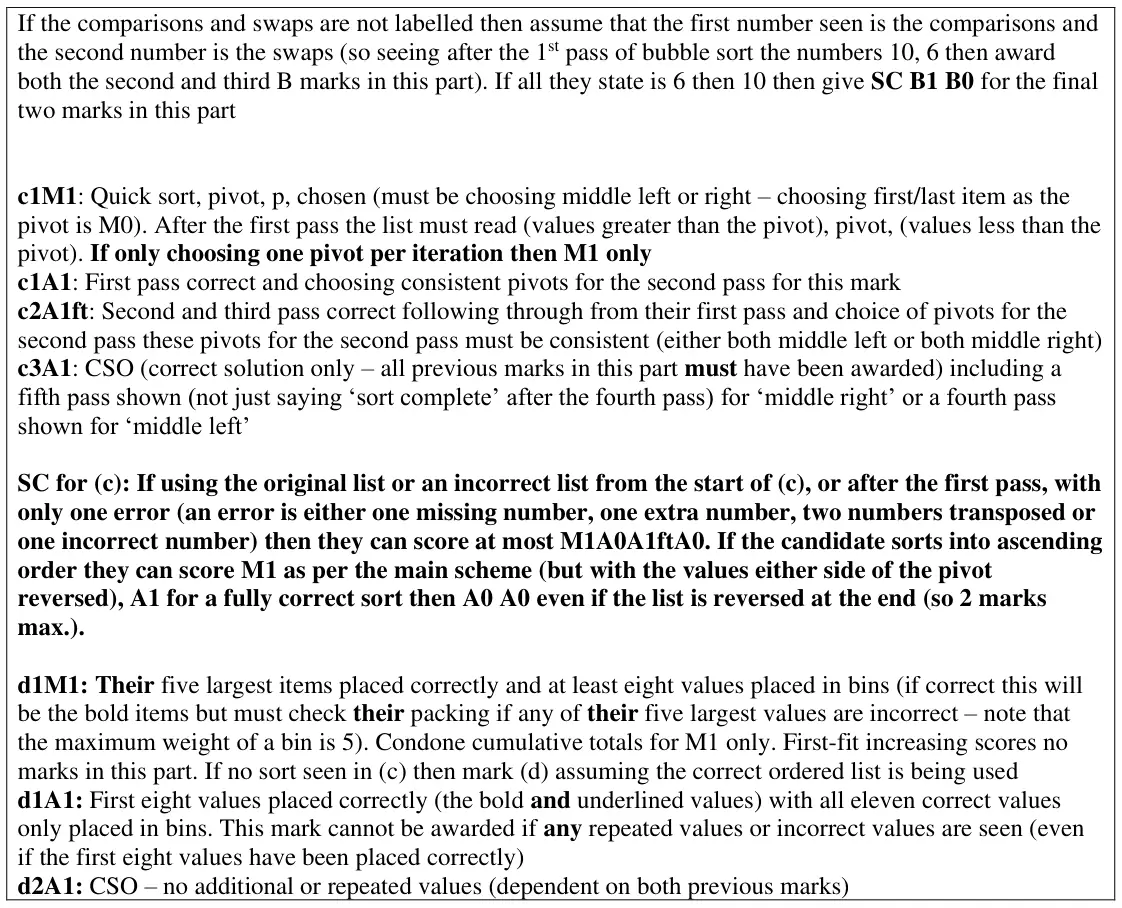 If the comparisons and swaps are not labelled then assume that the first number seen is the comparisons and
the second number is the swaps (so seeing after the 1st pass of bubble sort the numbers 10, 6 then award
both the second and third B marks in this part). If all they state is 6 then 10 then give SC B1 B0 for the final
two marks in this part
c1M1: Quick sort, pivot, p, chosen (must be choosing middle left or right – choosing first/last item as the
pivot is M0). After the first pass the list must read (values greater than the pivot), pivot, (values less than the
pivot). If only choosing one pivot per iteration then M1 only
c1A1: First pass correct and choosing consistent pivots for the second pass for this mark
c2A1ft: Second and third pass correct following through from their first pass and choice of pivots for the
second pass these pivots for the second pass must be consistent (either both middle left or both middle right)
c3A1: CSO (correct solution only – all previous marks in this part must have been awarded) including a
fifth pass shown (not just saying ‘sort complete’ after the fourth pass) for ‘middle right’ or a fourth pass
shown for ‘middle left’
SC for (c): If using the original list or an incorrect list from the start of (c), or after the first pass, with
only one error (an error is either one missing number, one extra number, two numbers transposed or
one incorrect number) then they can score at most M1A0A1ftA0. If the candidate sorts into ascending
order they can score M1 as per the main scheme (but with the values either side of the pivot
reversed), A1 for a fully correct sort then A0 A0 even if the list is reversed at the end (so 2 marks
max.).
d1M1: Their five largest items placed correctly and at least eight values placed in bins (if correct this will
be the bold items but must check their packing if any of their five largest values are incorrect – note that
the maximum weight of a bin is 5). Condone cumulative totals for M1 only. First-fit increasing scores no
marks in this part. If no sort seen in (c) then mark (d) assuming the correct ordered list is being used
d1A1: First eight values placed correctly (the bold and underlined values) with all eleven correct values
only placed in bins. This mark cannot be awarded if any repeated values or incorrect values are seen (even
if the first eight values have been placed correctly)
d2A1: CSO – no additional or repeated values (dependent on both previous marks)